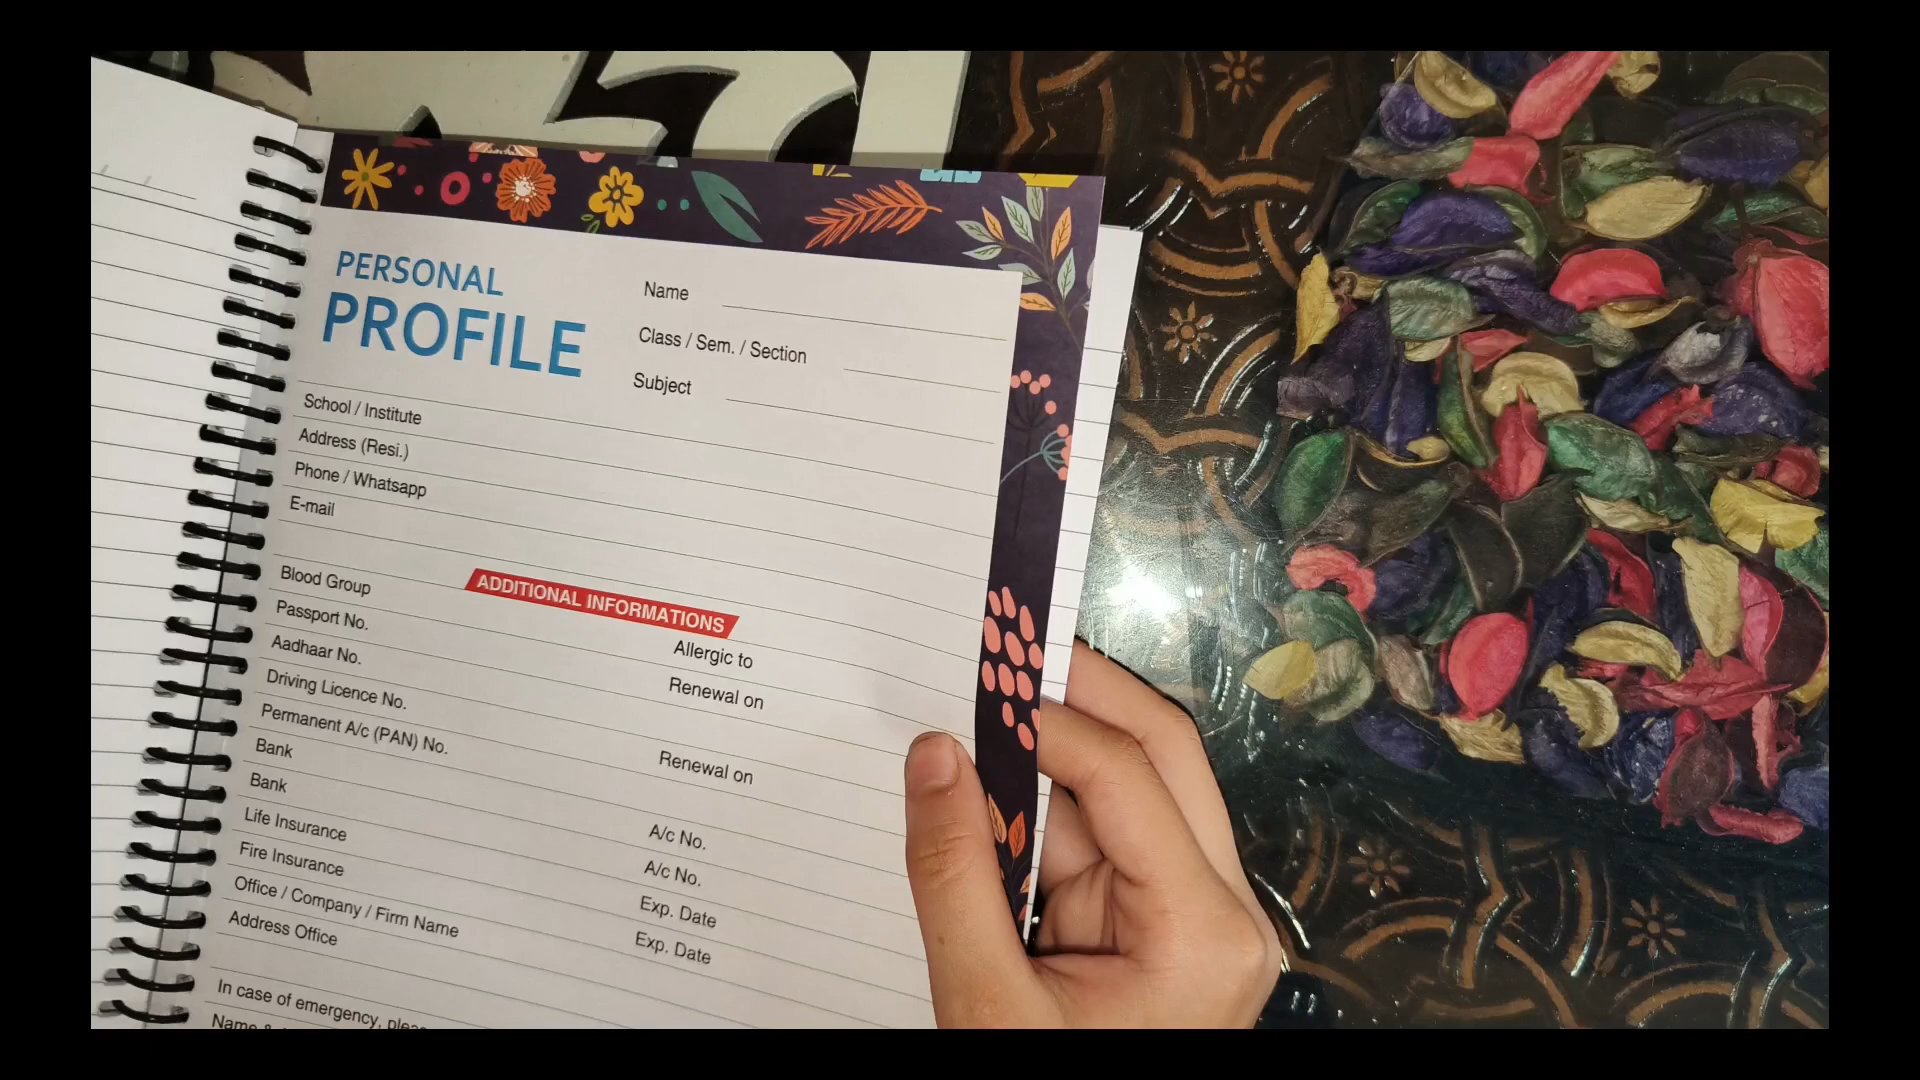 PERSONAL
PROFILE
Name
Class / Sem. / Section
Subject
School / Institute
Address (Resi.)
Phone / Whatsapp
E-mail
ADDITIONAL INFORMATIONS
Blood Group
Allergic to
Passport No.
Renewal on
Aadhaar No.
Driving Licence No.
Renewal on
Permanent A/c (PAN) No.
Bank
A/c No.
Bank
A/c No.
Life Insurance
Exp. Date
Fire Insurance
Exp. Date
Office / Company / Firm Name
Address Office
In case of emergency,
Name &